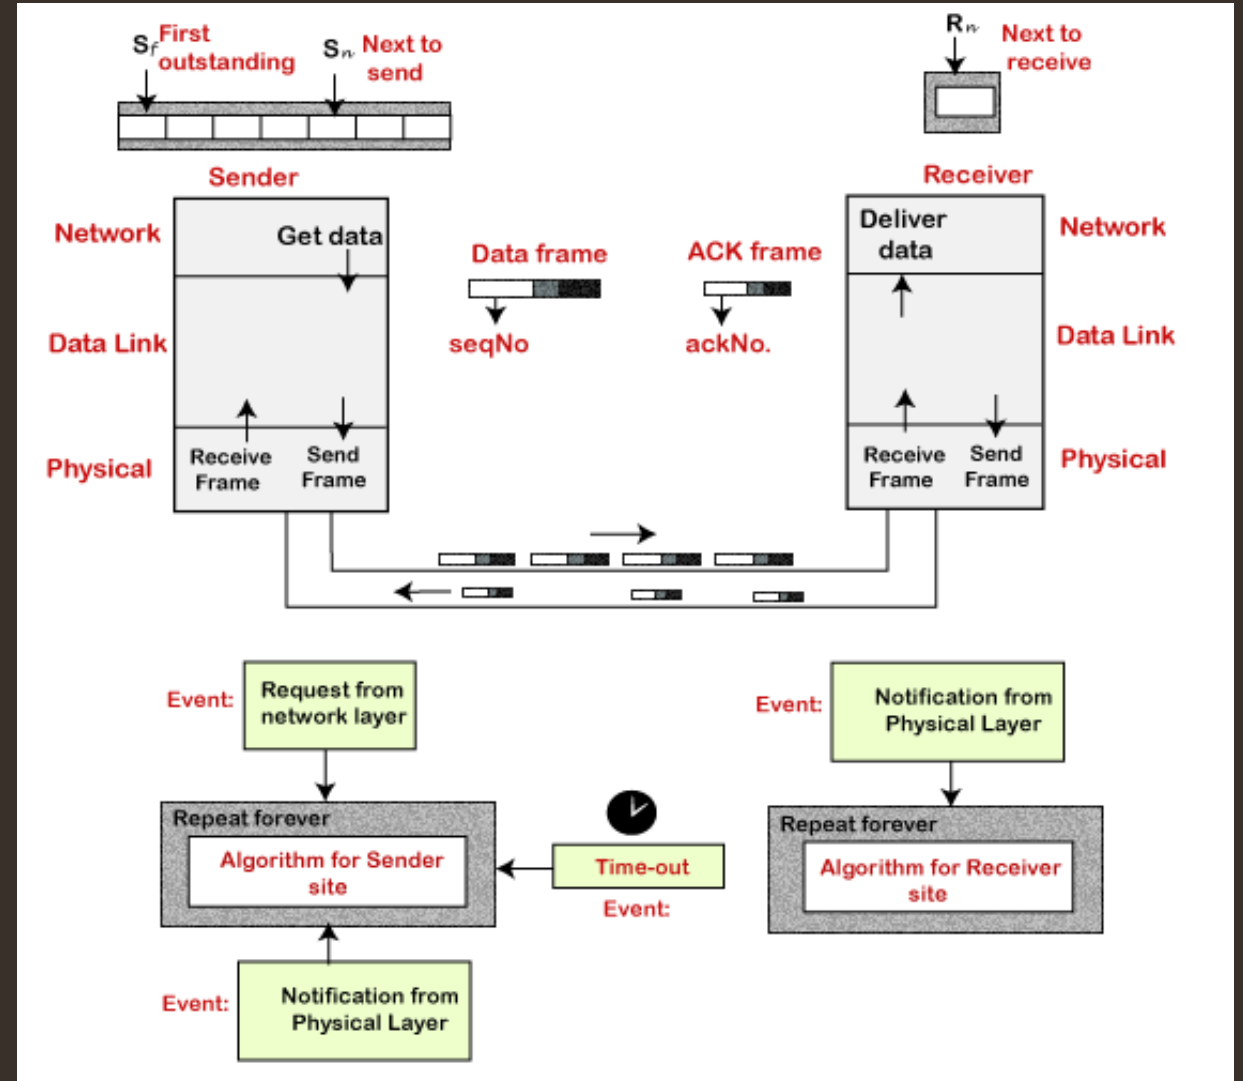 Sf First
outstanding
Sn Next to
send
Rn Next to
receive
Sender
Receiver
Network
Get data
Data frame
ACK frame
Deliver
data
Network
Data Link
seqNo
ackNo.
Data Link
Physical
Receive
Frame
Send
Frame
Receive
Frame
Send
Frame
Physical
Event:
Request from
network layer
Event:
Notification from
Physical Layer
Repeat forever
Algorithm for Sender
site
Time-out
Event:
Repeat forever
Algorithm for Receiver
site
Event:
Notification from
Physical Layer